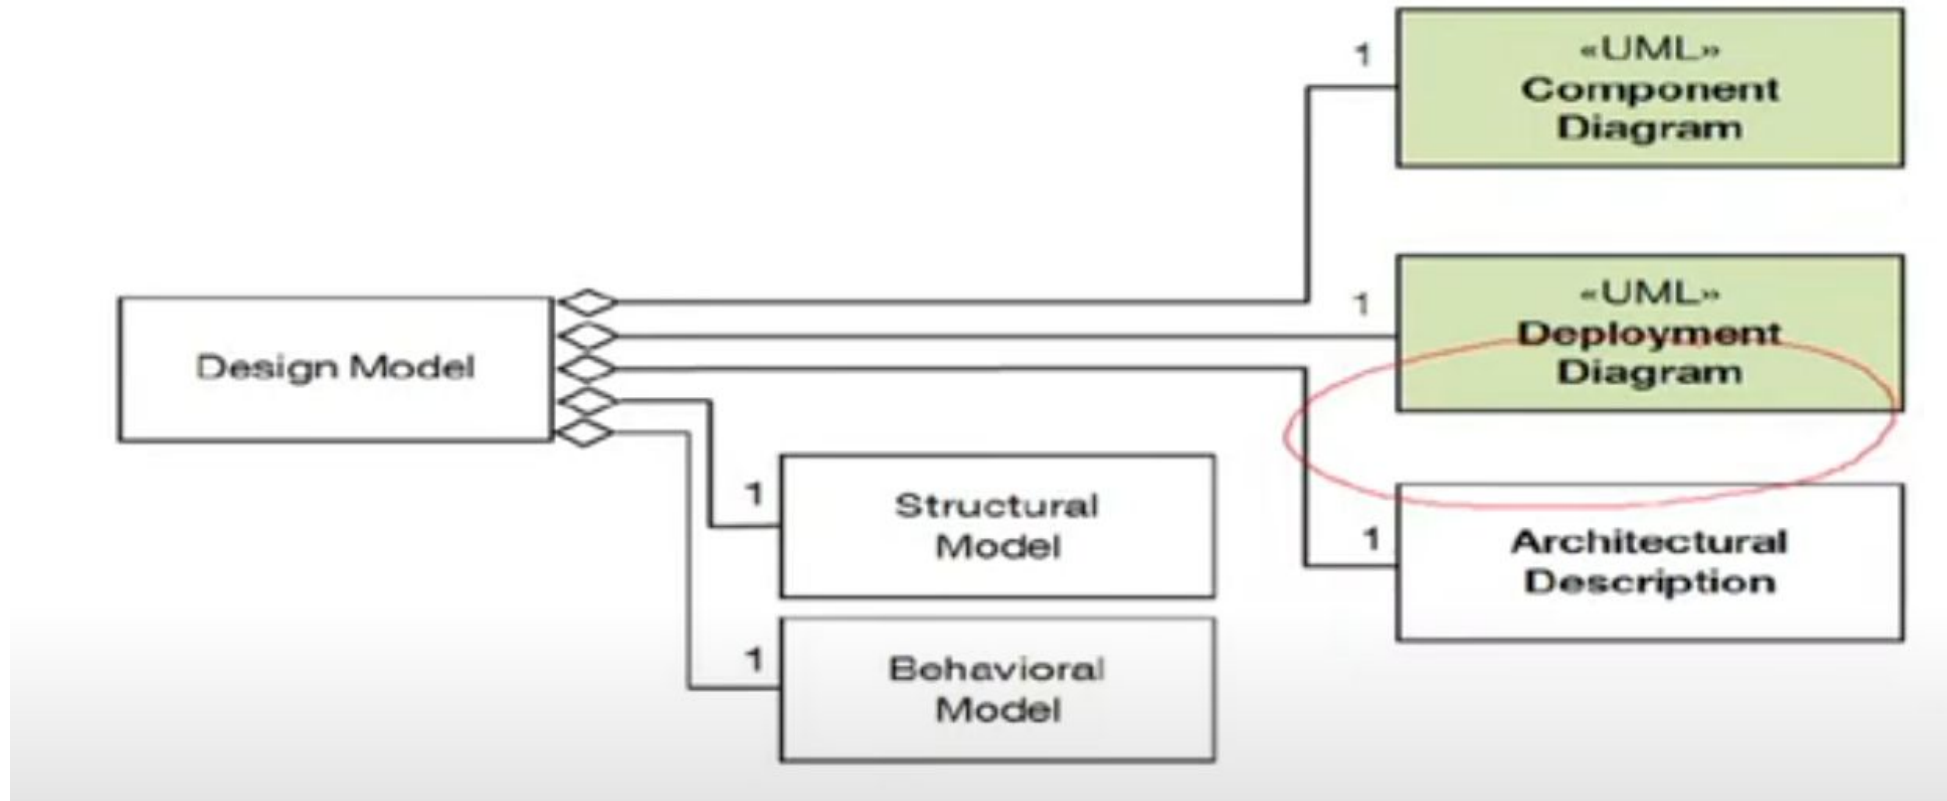 1
«UML»
Component
Diagram
1
«UML»
Deployment
Diagram
Design Model
1
Structural
Model
1
Architectural
Description
1
Behavioral
Model